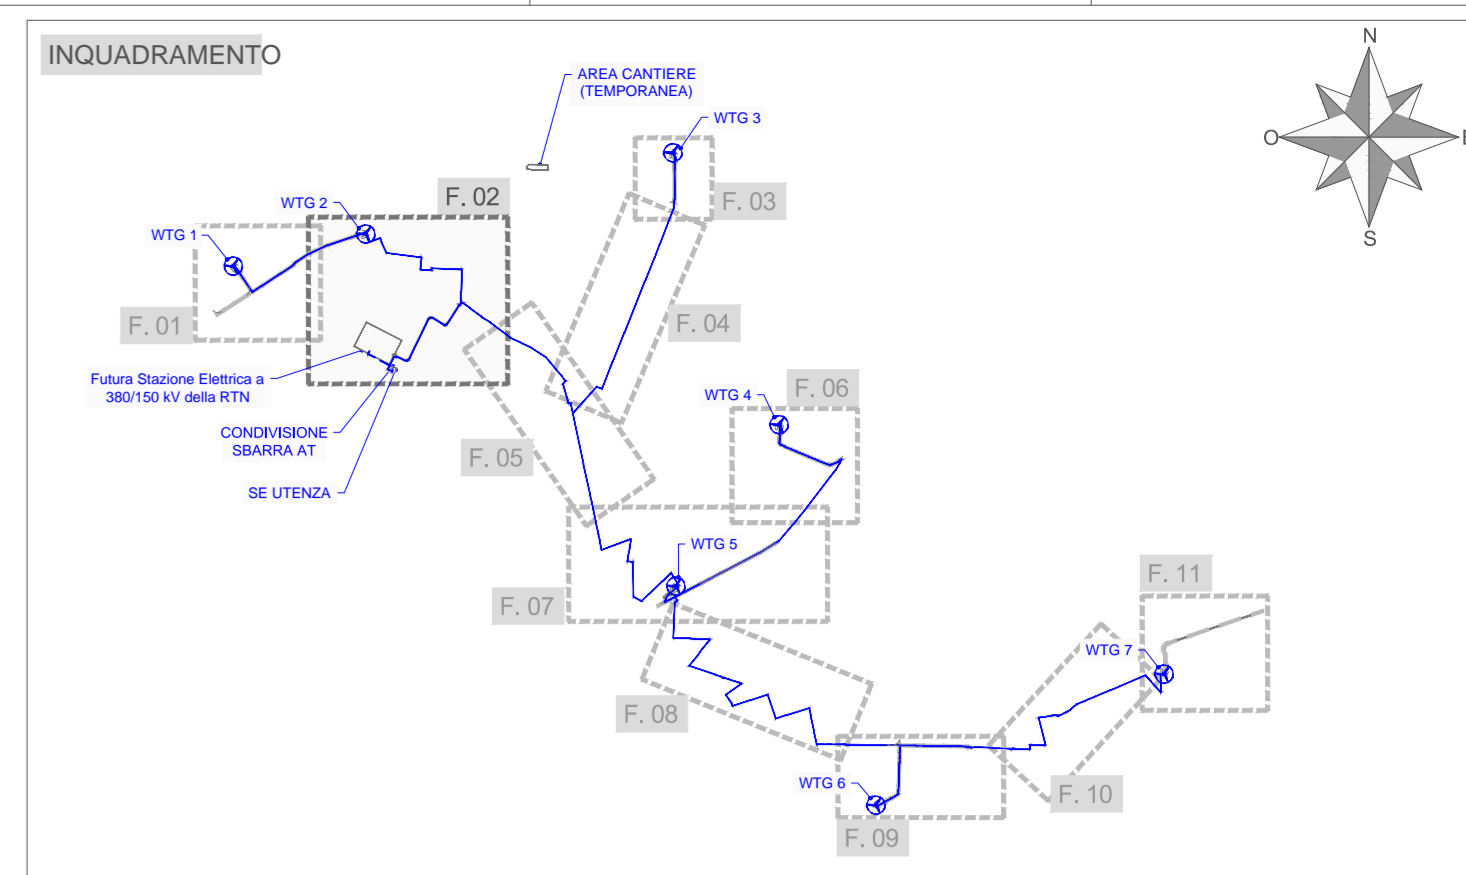 INQUADRAMENTO
AREA CANTIERE
(TEMPORANEA)
N
O
E
S
WTG 3
F. 02
F. 03
WTG 2
WTG 1
F. 01
F. 04
Futura Stazione Elettrica a
380/150 kV della RTN
WTG 4
F. 06
CONDIVISIONE
SBARRA AT
F. 05
SE UTENZA
WTG 5
F. 11
F. 07
WTG 7
F. 08
WTG 6
F. 10
F. 09